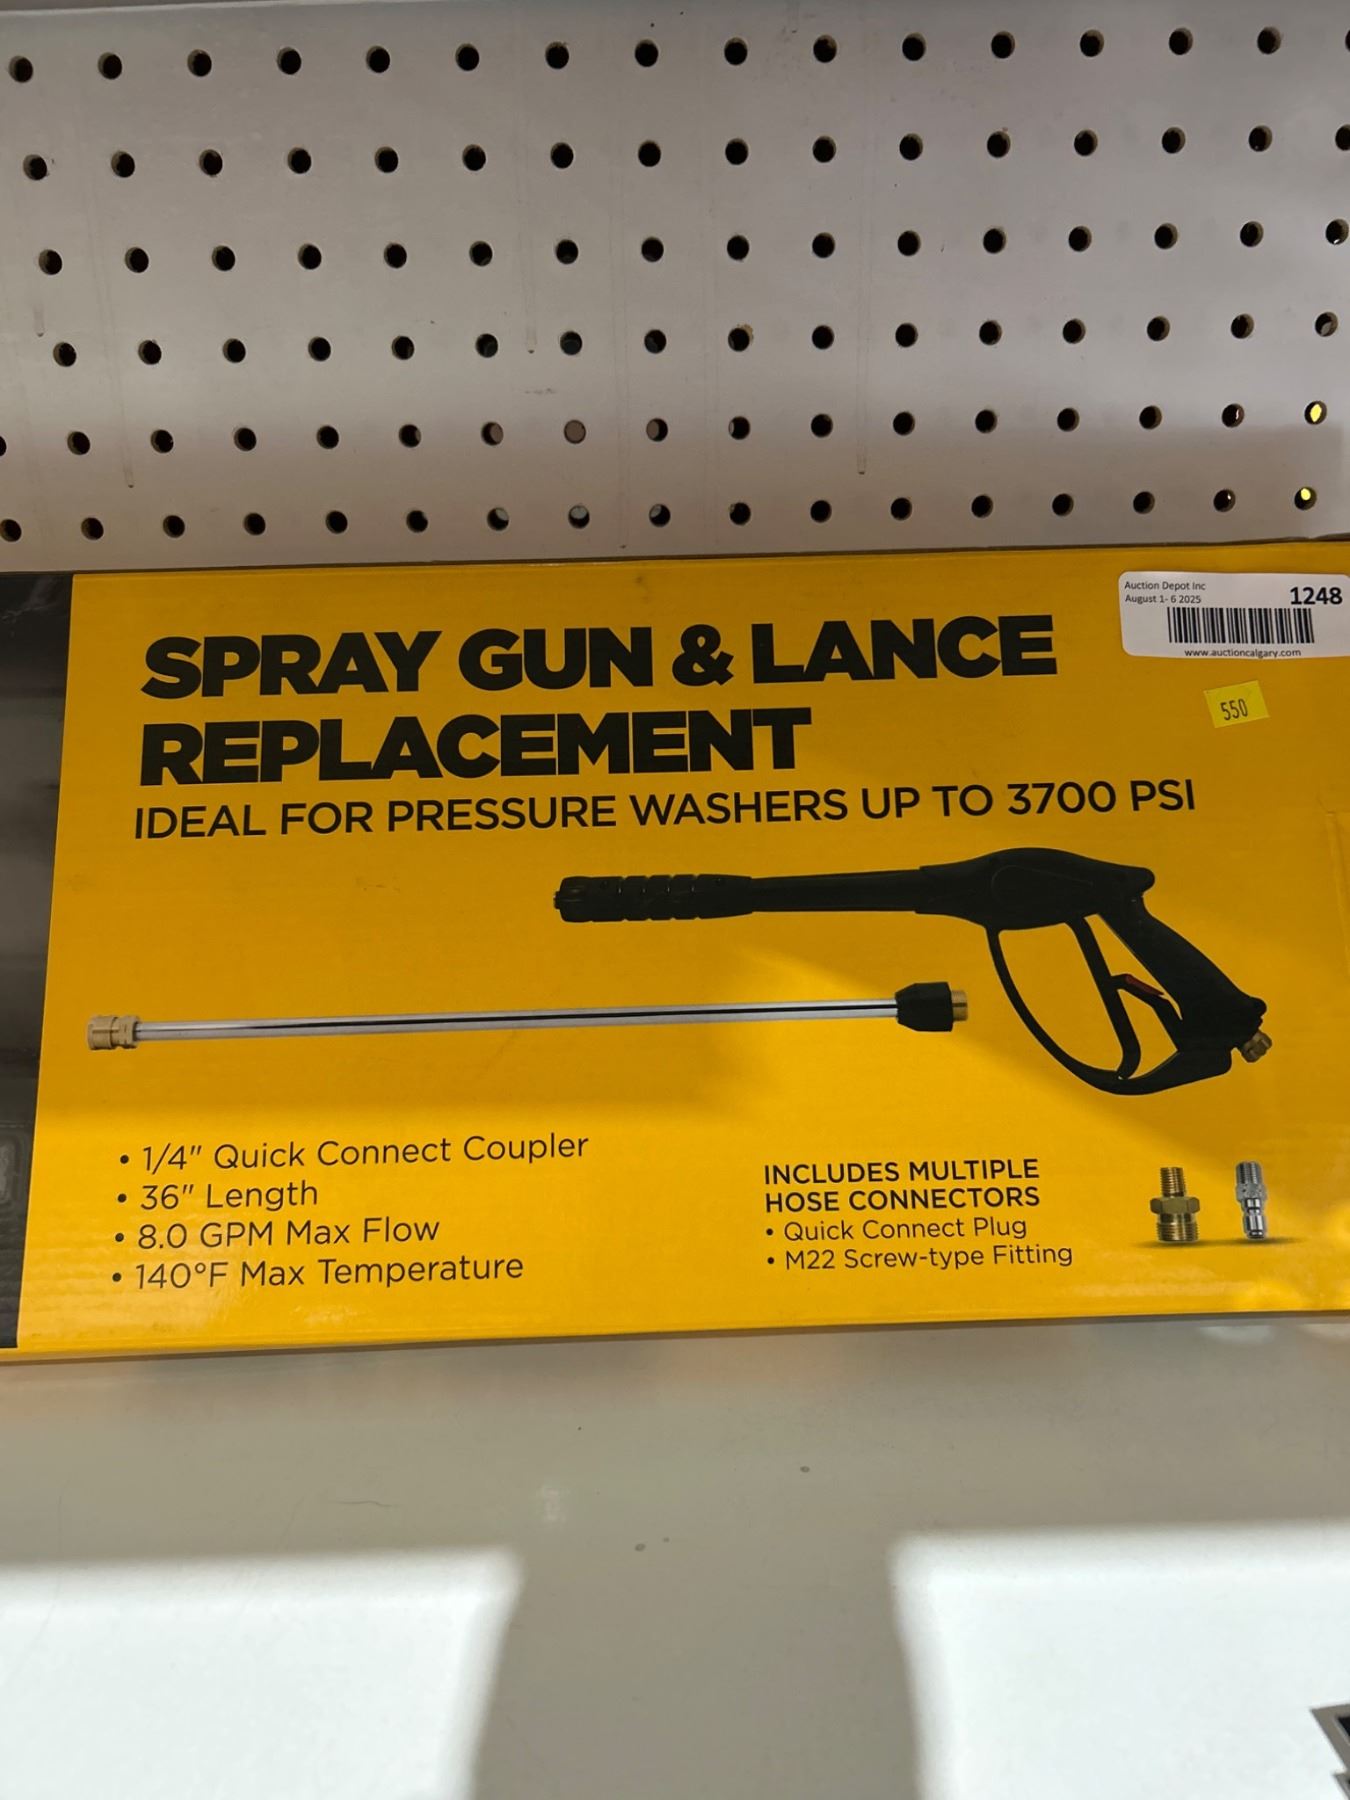 Auction Depot Inc
August 1- 6 2025
1248
www.auctioncalgary.com
550
SPRAY GUN & LANCE
REPLACEMENT
IDEAL FOR PRESSURE WASHERS UP TO 3700 PSI
• 1/4" Quick Connect Coupler
• 36" Length
• 8.0 GPM Max Flow
• 140°F Max Temperature
INCLUDES MULTIPLE
HOSE CONNECTORS
• Quick Connect Plug
• M22 Screw-type Fitting